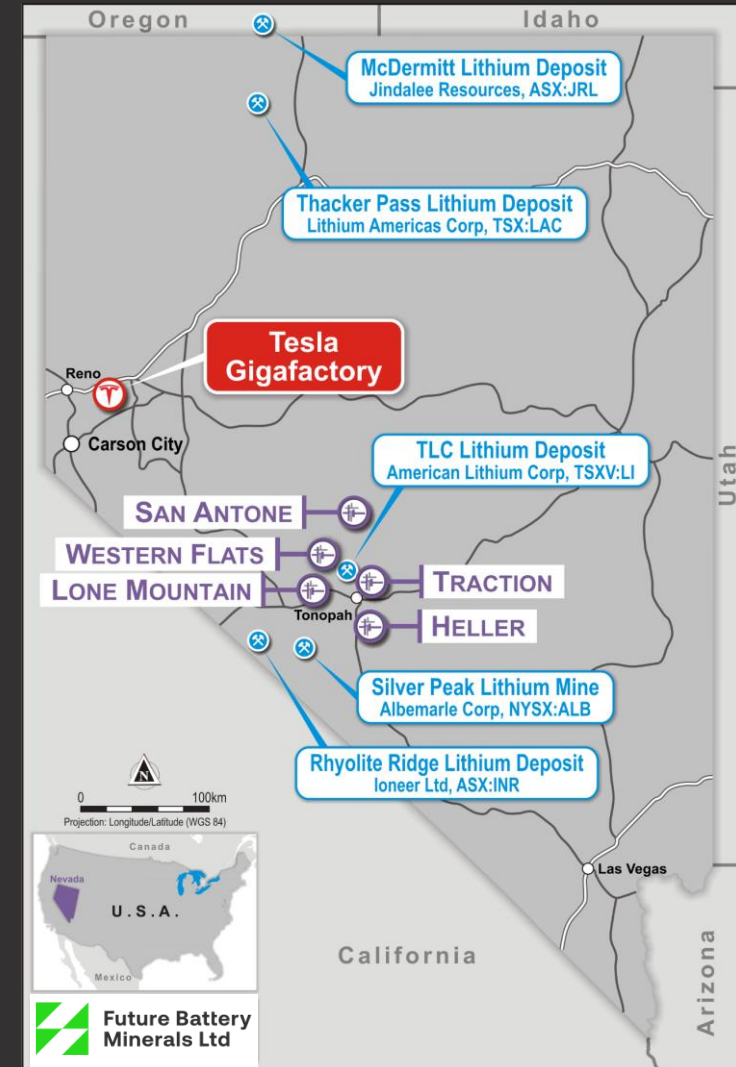 Oregon
Idaho
McDermitt Lithium Deposit
Jindalee Resources, ASX:JRL
Thacker Pass Lithium Deposit
Lithium Americas Corp, TSX:LAC
Tesla
Gigafactory
Reno
Carson City
TLC Lithium Deposit
American Lithium Corp, TSXV:LI
Utah
SAN ANTONE
WESTERN FLATS
LONE MOUNTAIN
TRACTION
Tonopah
HELLER
Silver Peak Lithium Mine
Albemarle Corp, NYSX:ALB
Rhyolite Ridge Lithium Deposit
Ioneer Ltd, ASX:INR
N
0 100km
Projection: Longitude/Latitude (WGS 84)
Las Vegas
California
Arizona
Canada
Nevada
U.S.A.
Mexico
Future Battery
Minerals Ltd